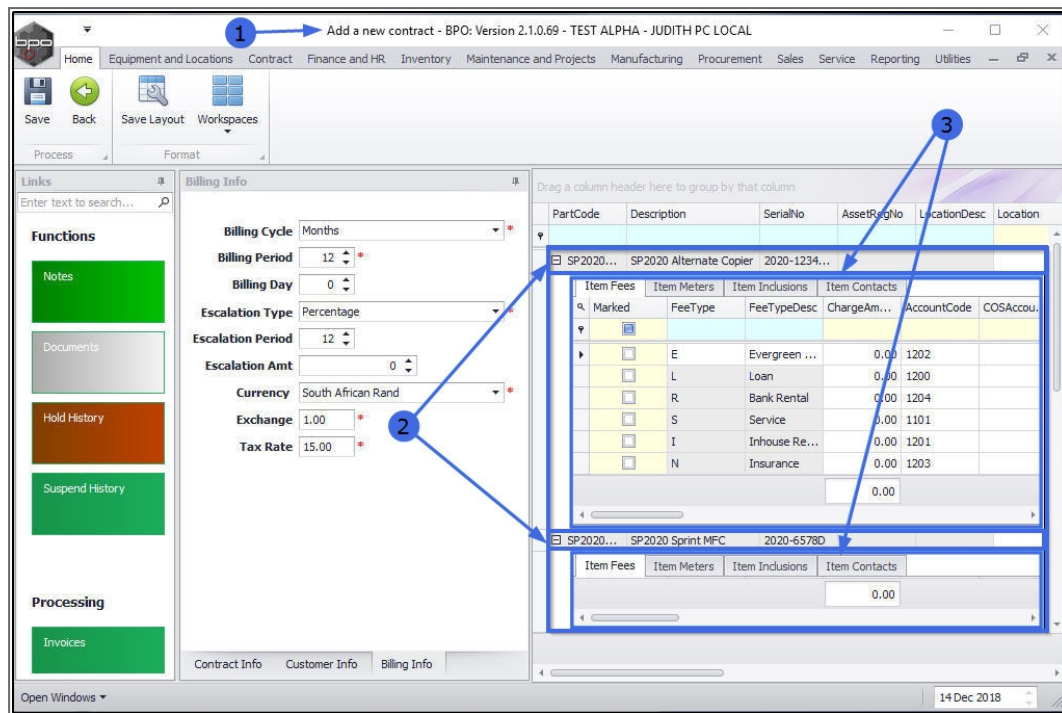 1
Add a new contract - BPO: Version 2.1.0.69 - TEST ALPHA - JUDITH PC LOCAL
bpo
Home Equipment and Locations Contract Finance and HR Inventory Maintenance and Projects Manufacturing Procurement Sales Service Reporting Utilities
Save Back Save Layout Workspaces
Process Format
3
Links
Enter text to search...
Functions
Notes
Documents
Hold History
Suspend History
Processing
Invoices
Billing Info
Billing Cycle Months *
Billing Period 12 *
Billing Day 0
Escalation Type Percentage *
Escalation Period 12
Escalation Amt 0
Currency South African Rand *
Exchange 1.00 *
Tax Rate 15.00 *
2
Contract Info Customer Info Billing Info
Drag a column header here to group by that column
PartCode Description SerialNo AssetRegNo LocationDesc Location
SP2020... SP2020 Alternate Copier 2020-1234...
Item Fees Item Meters Item Inclusions Item Contacts
Marked FeeType FeeTypeDesc ChargeAm... AccountCode COSAccou.
E Evergreen ... 0.00 1202
L Loan 0.00 1200
R Bank Rental 0.00 1204
S Service 0.00 1101
I Inhouse Re... 0.00 1201
N Insurance 0.00 1203
0.00
SP2020... SP2020 Sprint MFC 2020-6578D
Item Fees Item Meters Item Inclusions Item Contacts
0.00
Open Windows 14 Dec 2018